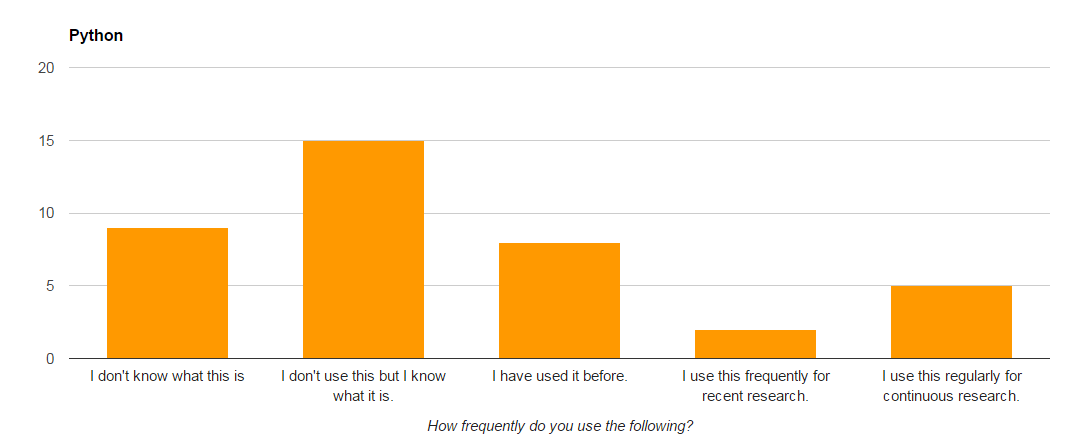 Python
20
15
10
5
0
I don't know what this is
I don't use this but I know
what it is.
I have used it before.
I use this frequently for
recent research.
I use this regularly for
continuous research.
How frequently do you use the following?